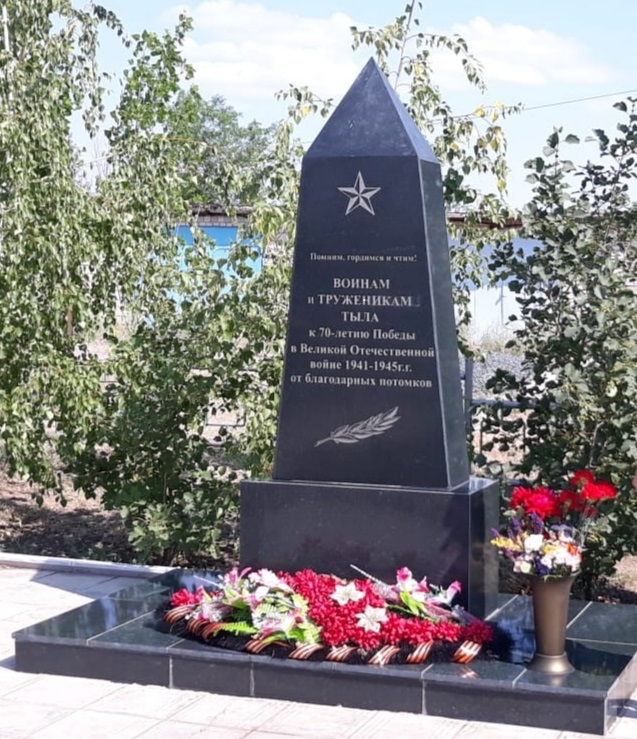 Помним, гордимся и чтим!
ВОИНАМ
и ТРУЖЕНИКАМ
ТЫЛА
к 70-летию Победы
в Великой Отечественной
войне 1941-1945г.г.
от благодарных потомков